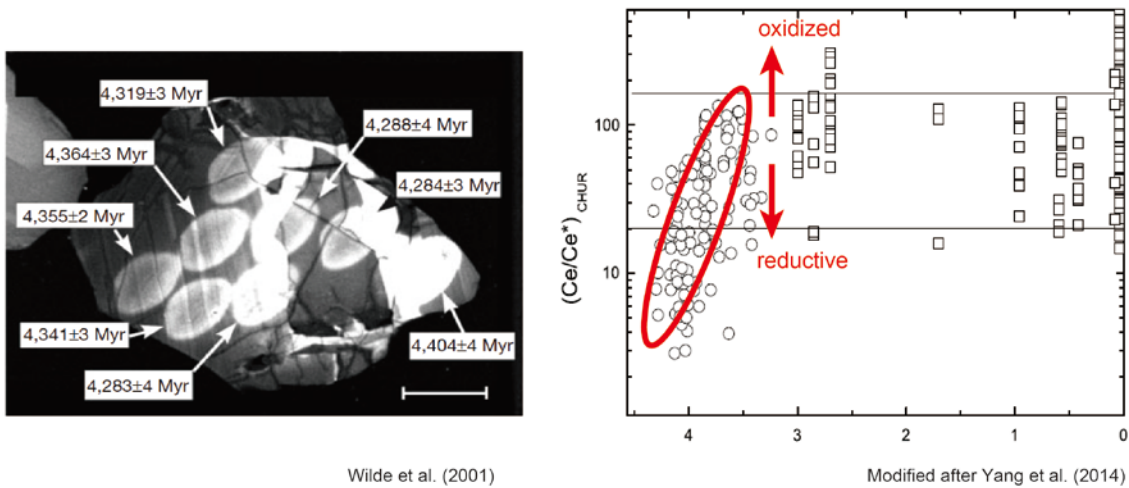 4,319±3 Myr
4,288±4 Myr
4,364±3 Myr
4,284±3 Myr
4,355±2 Myr
4,341±3 Myr
4,404±4 Myr
4,283±4 Myr
Wilde et al. (2001)
oxidized
reductive
(Ce/Ce*) CHUR
100
10
4
3
2
1
0
Modified after Yang et al. (2014)